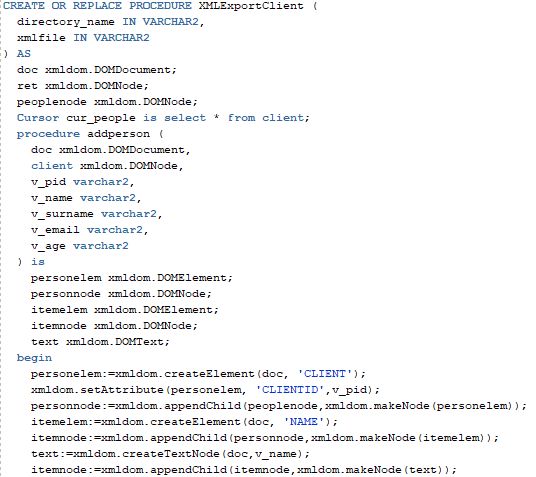 CREATE OR REPLACE PROCEDURE XMLExportClient (
directory_name IN VARCHAR2,
xmlfile IN VARCHAR2
) AS
doc xmldom.DOMDocument;
ret xmldom.DOMNode;
peoplenode xmldom.DOMNode;
Cursor cur_people is select * from client;
procedure addperson (
doc xmldom.DOMDocument,
client xmldom.DOMNode,
v_pid varchar2,
v_name varchar2,
v_surname varchar2,
v_email varchar2,
v_age varchar2
) is
personelem xmldom.DOMElement;
personnode xmldom.DOMNode;
itemelem xmldom.DOMElement;
itemnode xmldom.DOMNode;
text xmldom.DOMText;
begin
personelem:=xmldom.createElement(doc, 'CLIENT');
xmldom.setAttribute(personelem, 'CLIENTID',v_pid);
personnode:=xmldom.appendChild(peoplenode,xmldom.makeNode(personelem));
itemelem:=xmldom.createElement(doc, 'NAME');
itemnode:=xmldom.appendChild(personnode,xmldom.makeNode(itemelem));
text:=xmldom.createTextNode(doc,v_name);
itemnode:=xmldom.appendChild(itemnode,xmldom.makeNode(text));